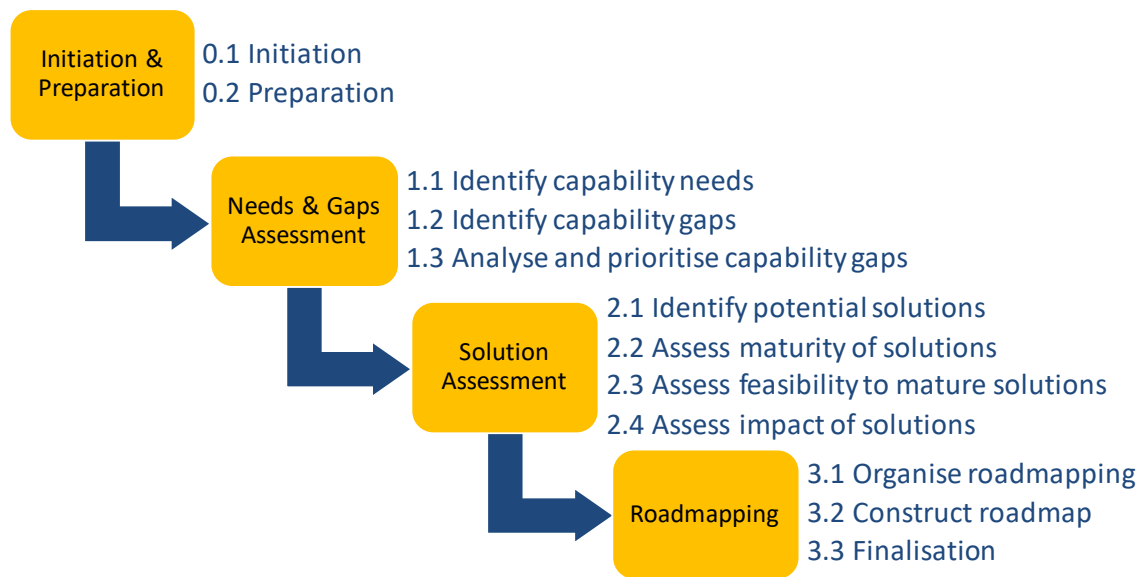 Initiation &
Preparation
0.1 Initiation
0.2 Preparation
Needs & Gaps
Assessment
1.1 Identify capability needs
1.2 Identify capability gaps
1.3 Analyse and prioritise capability gaps
Solution
Assessment
2.1 Identify potential solutions
2.2 Assess maturity of solutions
2.3 Assess feasibility to mature solutions
2.4 Assess impact of solutions
Roadmapping
3.1 Organise roadmapping
3.2 Construct roadmap
3.3 Finalisation